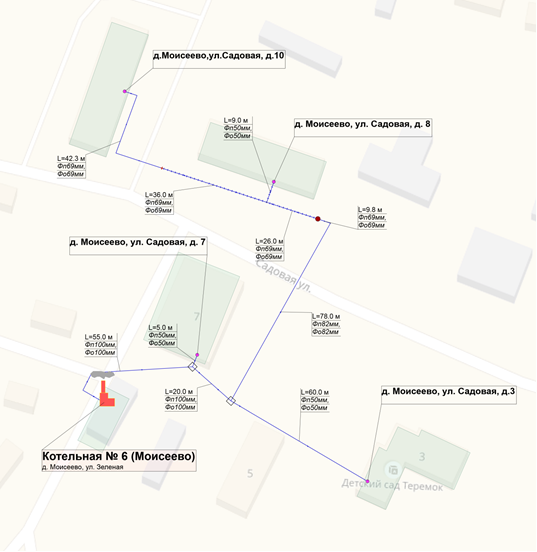 д.Моисеево,ул.Садовая, д.10
L=9.0 м
Фп50мм,
Фо50мм
д. Моисеево, ул. Садовая, д. 8
L=42.3 м
Фп69мм,
Фо69мм
L=36.0 м
Фп69мм,
Фо69мм
L=9.8 м
Фп69мм,
Фо69мм
L=26.0 м
Фп69мм,
Фо69мм
д. Моисеево, ул. Садовая, д. 7
Садовая ул.
7
L=5.0 м
Фп50мм,
Фо50мм
L=78.0 м
Фп82мм,
Фо82мм
L=55.0 м
Фп100мм,
Фо100мм
L=20.0 м
Фп100мм,
Фо100мм
L=60.0 м
Фп50мм,
Фо50мм
д. Моисеево, ул. Садовая, д.3
Котельная № 6 (Моисеево)
д. Моисеево, ул. Зеленая
5
3
Детский сад Теремок